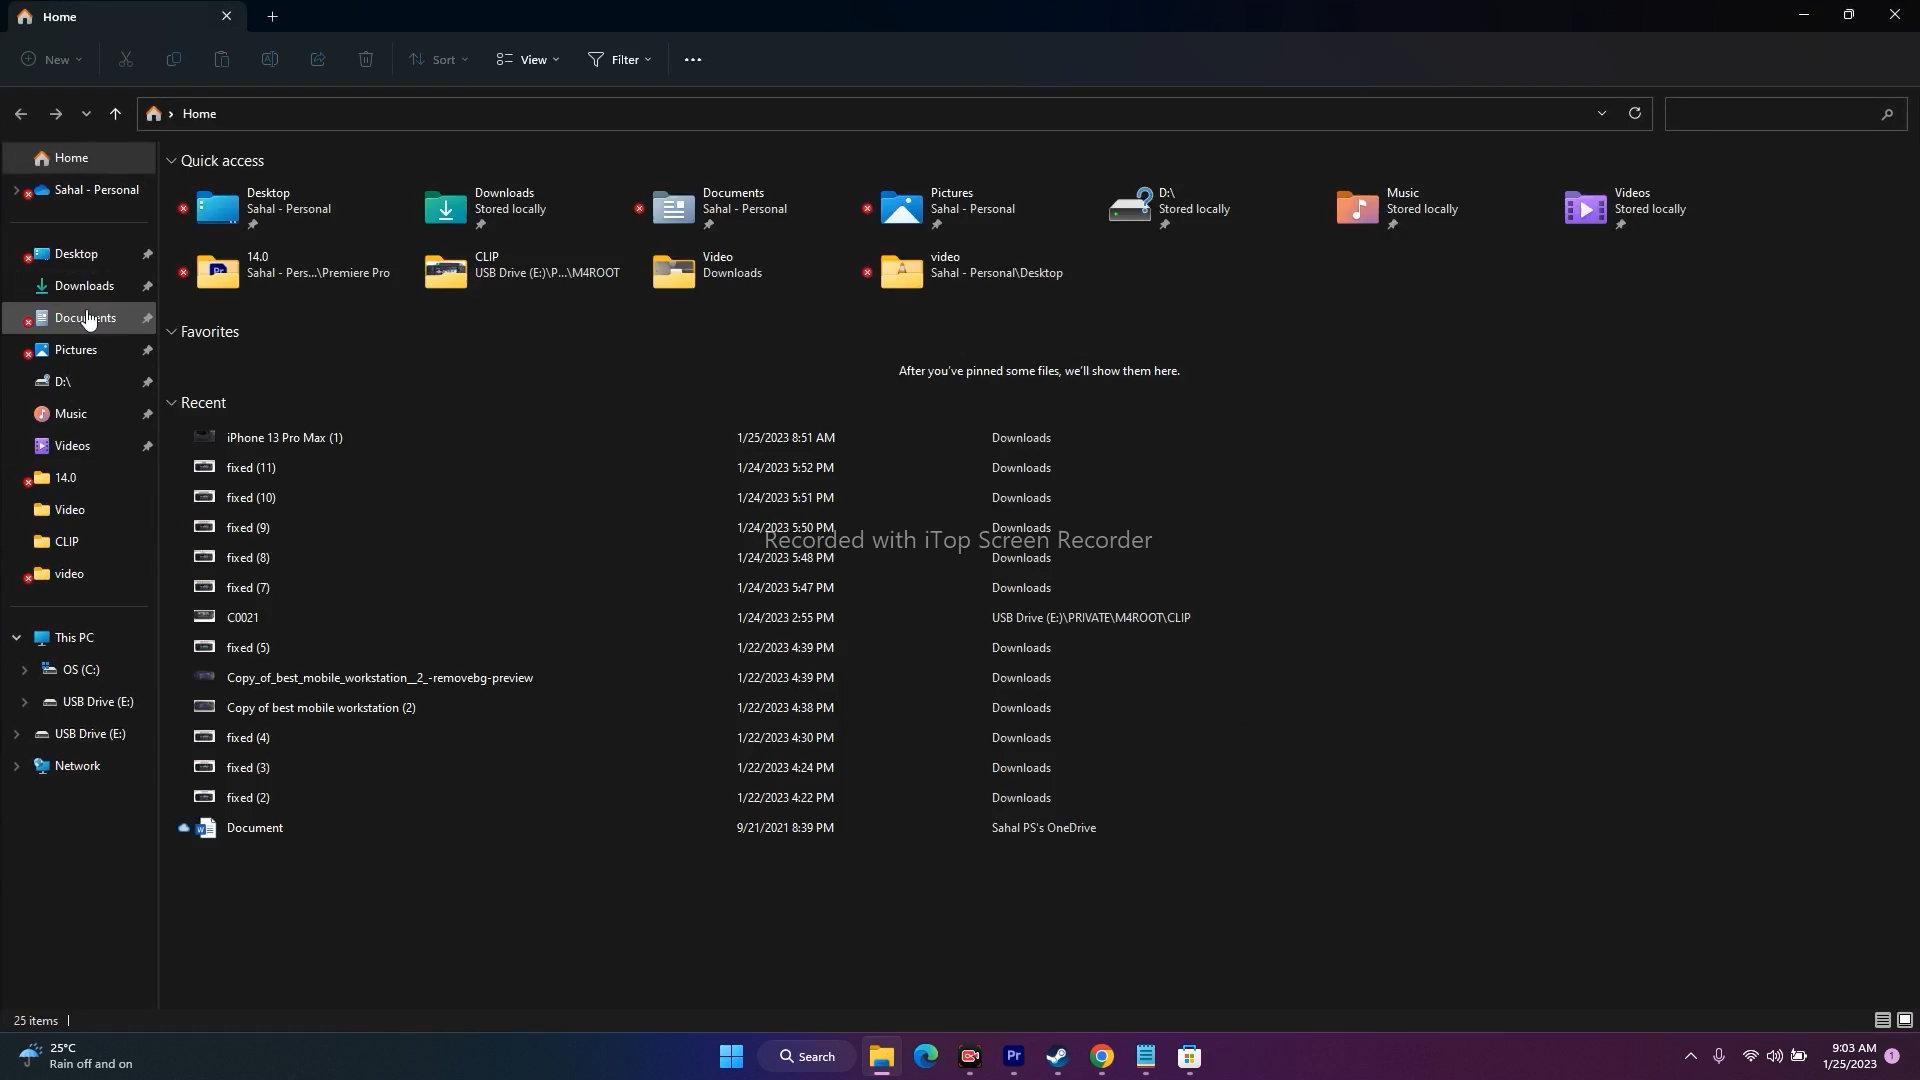 Home
New
Sort
View
Filter
Home
Home
Sahal - Personal
Desktop
Downloads
Documents
Pictures
D:\
Music
Videos
14.0
Video
CLIP
video
This PC
OS (C:)
USB Drive (E:)
USB Drive (E:)
Network
Quick access
Desktop
Sahal - Personal
Downloads
Stored locally
Documents
Sahal - Personal
Pictures
Sahal - Personal
D:\
Stored locally
Music
Stored locally
Videos
Stored locally
14.0
Sahal - Pers...\Premiere Pro
CLIP
USB Drive (E:)\P...\M4ROOT
Video
Downloads
video
Sahal - Personal\Desktop
Favorites
After you've pinned some files, we'll show them here.
Recent
iPhone 13 Pro Max (1) 1/25/2023 8:51 AM Downloads
fixed (11) 1/24/2023 5:52 PM Downloads
fixed (10) 1/24/2023 5:51 PM Downloads
fixed (9) 1/24/2023 5:50 PM Downloads
Recorded with iTop Screen Recorder
fixed (8) 1/24/2023 5:48 PM Downloads
fixed (7) 1/24/2023 5:47 PM Downloads
C0021 1/24/2023 2:55 PM USB Drive (E:)\PRIVATE\M4ROOT\CLIP
fixed (5) 1/22/2023 4:39 PM Downloads
Copy_of_best_mobile_workstation__2_-removebg-preview 1/22/2023 4:39 PM Downloads
Copy of best mobile workstation (2) 1/22/2023 4:38 PM Downloads
fixed (4) 1/22/2023 4:30 PM Downloads
fixed (3) 1/22/2023 4:24 PM Downloads
fixed (2) 1/22/2023 4:22 PM Downloads
Document 9/21/2021 8:39 PM Sahal PS's OneDrive
25 items
25°C
Rain off and on
Search
Pr
9:03 AM
1/25/2023
1